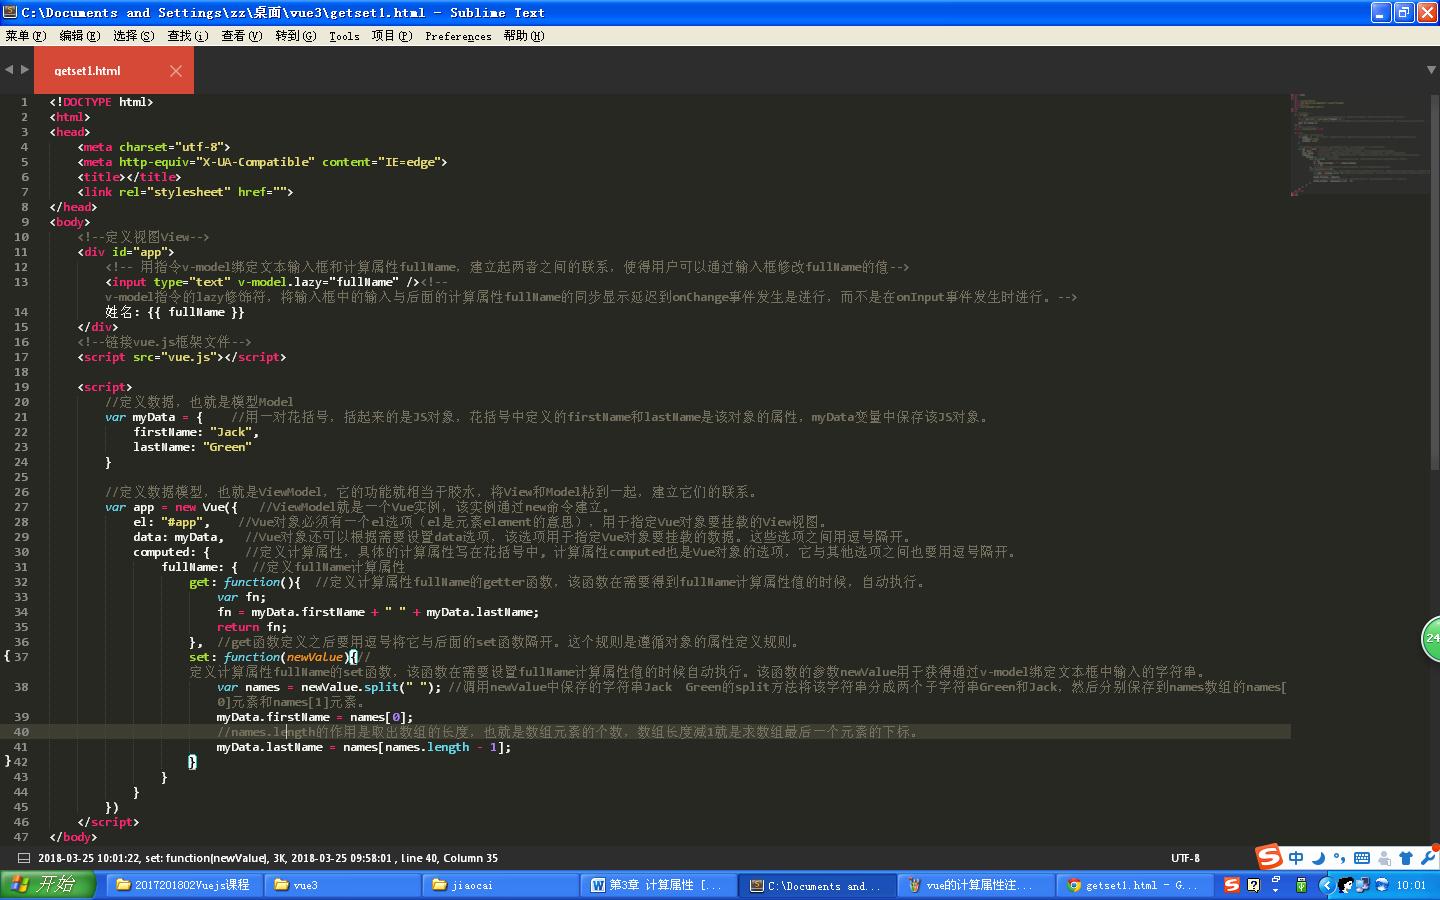 C:\Documents and Settings\zz\桌面\vue3\getset1.html - Sublime Text
菜单(F) 编辑(E) 选择(S) 查找(i) 查看(V) 转到(G) Tools 项目(P) Preferences 帮助(H)
getset1.html
1 <!DOCTYPE html>
2 <html>
3 <head>
4 <meta charset="utf-8">
5 <meta http-equiv="X-UA-Compatible" content="IE=edge">
6 <title></title>
7 <link rel="stylesheet" href="">
8 </head>
9 <body>
10 <!--定义视图View-->
11 <div id="app">
12 <!-- 用指令v-model绑定文本输入框和计算属性fullName，建立起两者之间的联系，使得用户可以通过输入框修改fullName的值-->
13 <input type="text" v-model.lazy="fullName" /><!--
v-model指令的lazy修饰符，将输入框中的输入与后面的计算属性fullName的同步显示延迟到onChange事件发生是进行，而不是在onInput事件发生时进行。-->
14 姓名: {{ fullName }}
15 </div>
16 <!--链接vue.js框架文件-->
17 <script src="vue.js"></script>
18
19 <script>
20 //定义数据，也就是模型Model
21 var myData = { //用一对花括号，括起来的是JS对象，花括号中定义的firstName和lastName是该对象的属性，myData变量中保存该JS对象。
22 firstName: "Jack",
23 lastName: "Green"
24 }
25
26 //定义数据模型，也就是ViewModel，它的功能就相当于胶水，将View和Model粘到一起，建立它们的联系。
27 var app = new Vue({ //ViewModel就是一个Vue实例，该实例通过new命令建立。
28 el: "#app", //Vue对象必须有一个el选项（el是元素element的意思），用于指定Vue对象要挂载的View视图。
29 data: myData, //Vue对象还可以根据需要设置data选项，该选项用于指定Vue对象要挂载的数据。这些选项之间用逗号隔开。
30 computed: { //定义计算属性，具体的计算属性写在花括号中, 计算属性computed也是Vue对象的选项，它与其他选项之间也要用逗号隔开。
31 fullName: { //定义fullName计算属性
32 get: function(){ //定义计算属性fullName的getter函数，该函数在需要得到fullName计算属性值的时候，自动执行。
33 var fn;
34 fn = myData.firstName + " " + myData.lastName;
35 return fn;
36 }, //get函数定义之后要用逗号将它与后面的set函数隔开。这个规则是遵循对象的属性定义规则。
{ 37 set: function(newValue){//
定义计算属性fullName的set函数，该函数在需要设置fullName计算属性值的时候自动执行。该函数的参数newValue用于获得通过v-model绑定文本框中输入的字符串。
38 var names = newValue.split(" "); //调用newValue中保存的字符串Jack Green的split方法将该字符串分成两个子字符串Green和Jack，然后分别保存到names数组的names[
0]元素和names[1]元素。
39 myData.firstName = names[0];
40 //names.length的作用是取出数组的长度，也就是数组元素的个数，数组长度减1就是求数组最后一个元素的下标。
41 myData.lastName = names[names.length - 1];
} 42 }
43 }
44 }
45 })
46 </script>
47 </body>
24
2018-03-25 10:01:22, set: function(newValue), 3K, 2018-03-25 09:58:01 , Line 40, Column 35 UTF-8
中
开始 2017201802Vuejs课程 vue3 jiaocai 第3章 计算属性 [... C:\Documents and... vue的计算属性注... getset1.html - G... 10:01